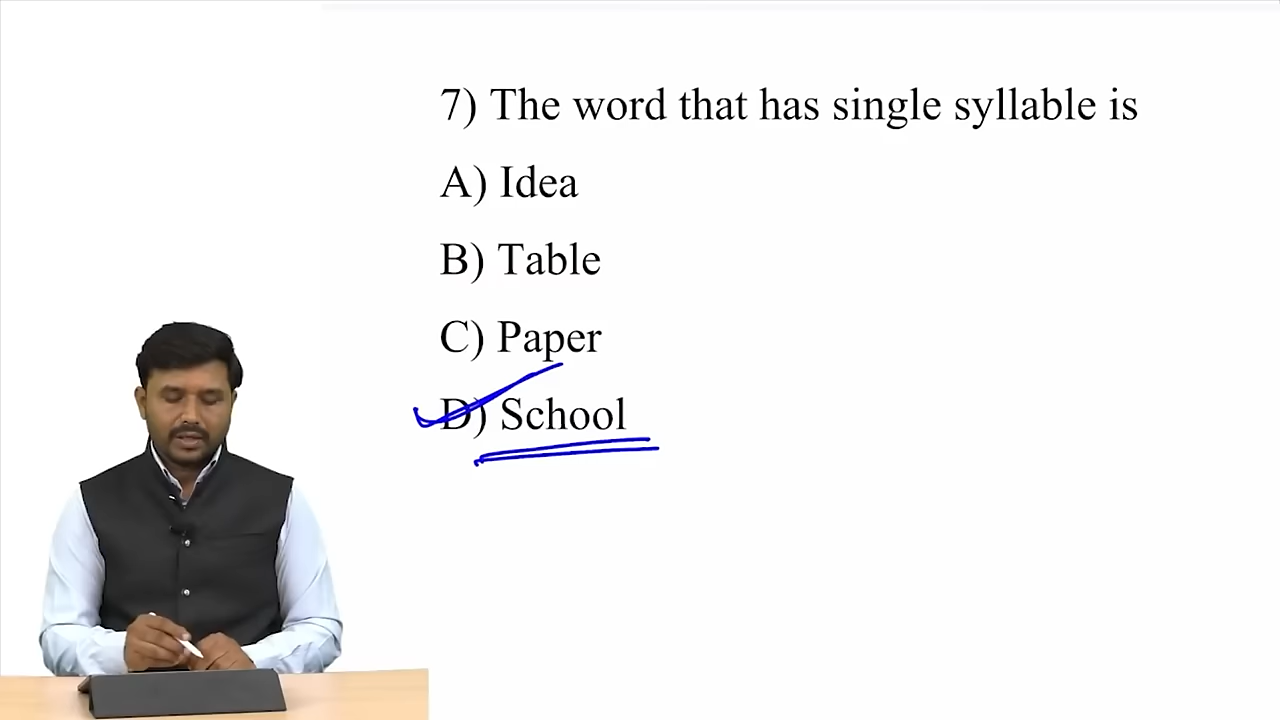 7) The word that has single syllable is
A) Idea
B) Table
C) Paper
D) School